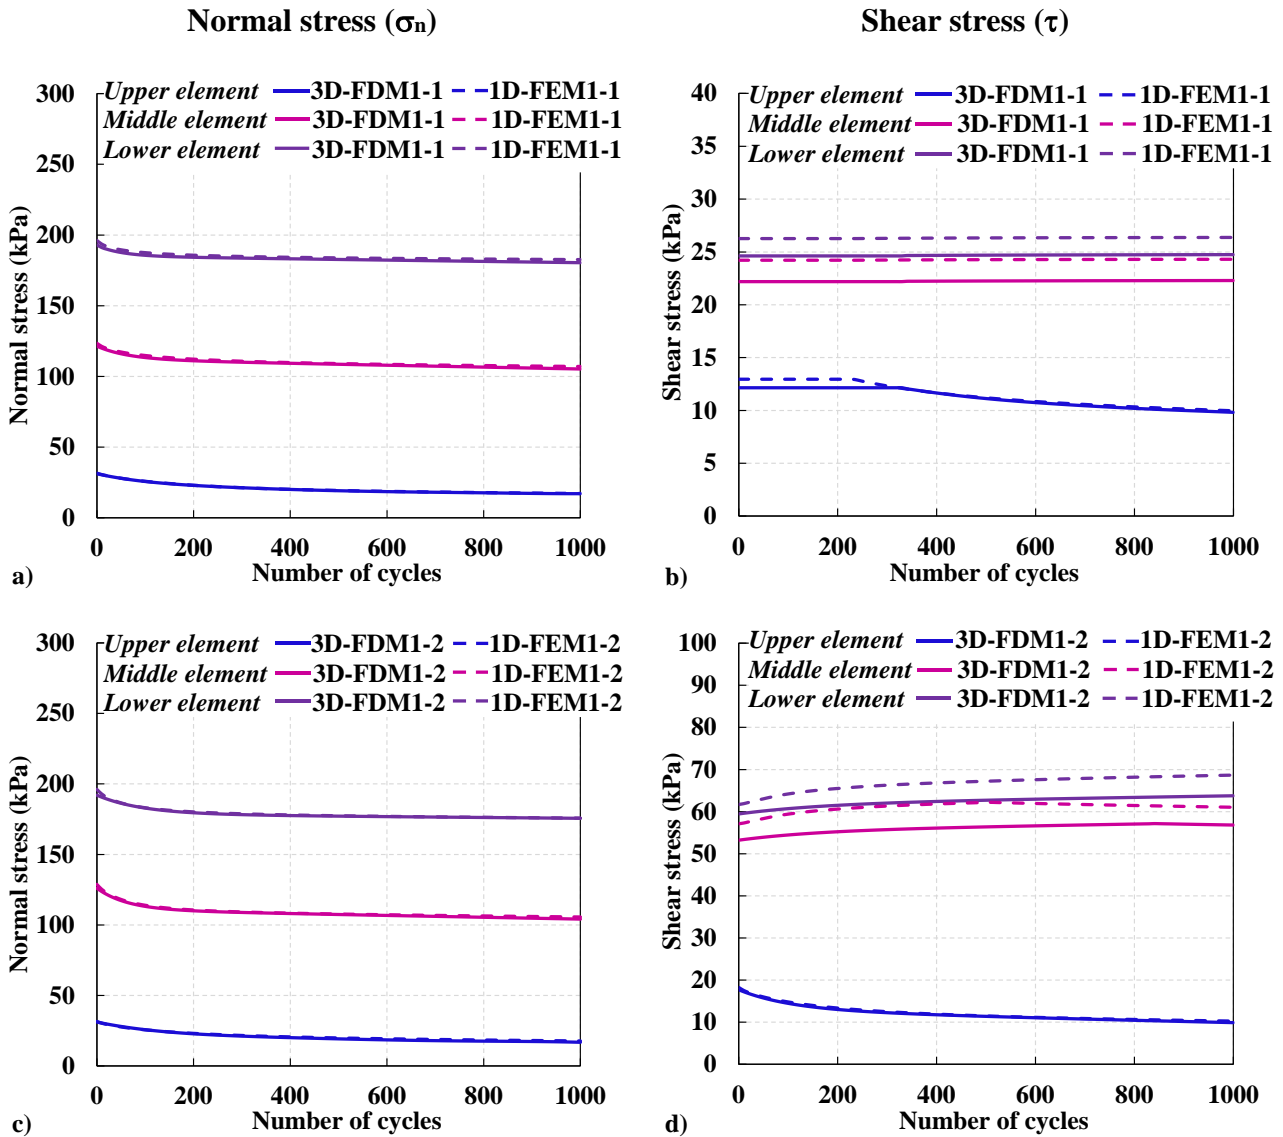 Normal stress (σn)
Shear stress (τ)
Upper element 3D-FDM1-1 1D-FEM1-1
Middle element 3D-FDM1-1 1D-FEM1-1
Lower element 3D-FDM1-1 1D-FEM1-1
300
250
200
150
100
50
0
Normal stress (kPa)
0 200 400 600 800 1000
Number of cycles
a)
Upper element 3D-FDM1-1 1D-FEM1-1
Middle element 3D-FDM1-1 1D-FEM1-1
Lower element 3D-FDM1-1 1D-FEM1-1
40
35
30
25
20
15
10
5
0
Shear stress (kPa)
0 200 400 600 800 1000
Number of cycles
b)
Upper element 3D-FDM1-2 1D-FEM1-2
Middle element 3D-FDM1-2 1D-FEM1-2
Lower element 3D-FDM1-2 1D-FEM1-2
300
250
200
150
100
50
0
Normal stress (kPa)
0 200 400 600 800 1000
Number of cycles
c)
Upper element 3D-FDM1-2 1D-FEM1-2
Middle element 3D-FDM1-2 1D-FEM1-2
Lower element 3D-FDM1-2 1D-FEM1-2
100
90
80
70
60
50
40
30
20
10
0
Shear stress (kPa)
0 200 400 600 800 1000
Number of cycles
d)